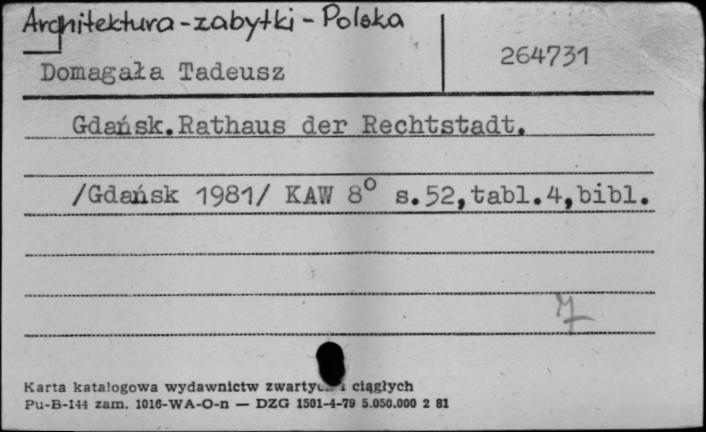 Architektura - zabytki - Polska
Domagała Tadeusz
264731
Gdańsk. Rathaus der Rechtstadt.
/Gdańsk 1981/ KAW 8° s.52, tabl.4, bibl.
Karta katalogowa wydawnictw i ciągłych
Pu-B-144 zam. 1016-WA-O-n — DZG 1501-4-79 5.050.000 2 81